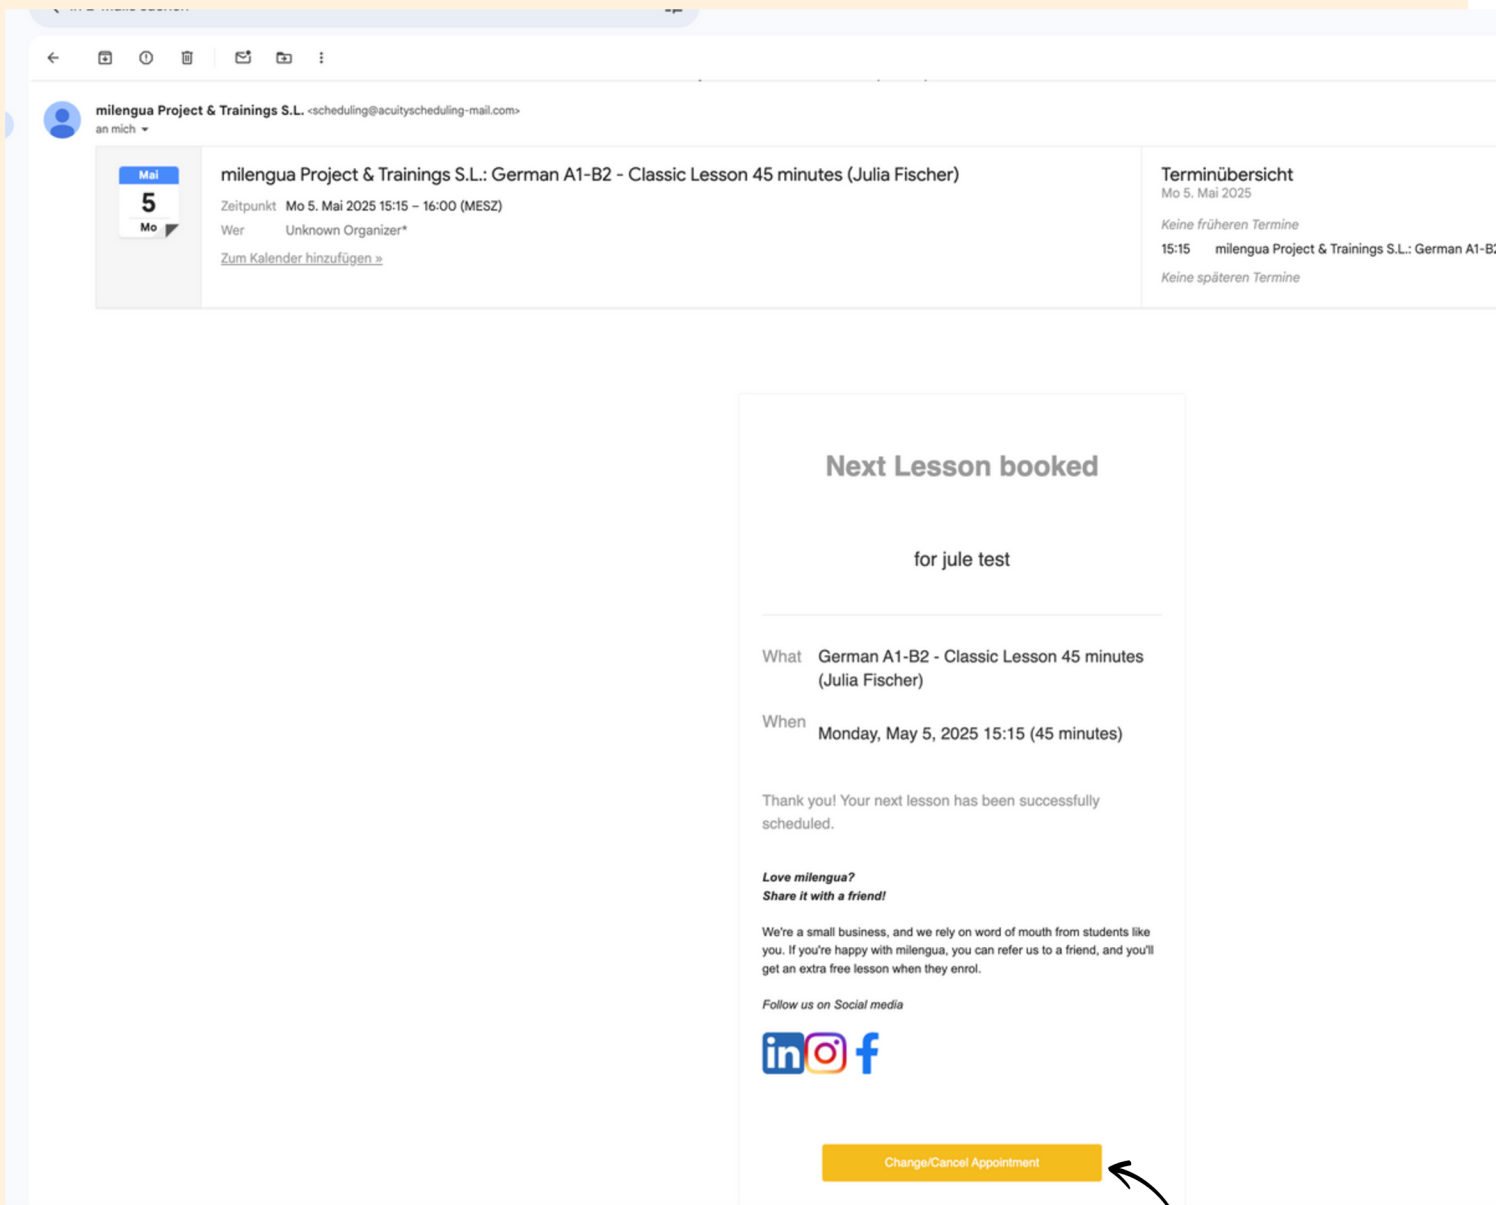 milengua Project & Trainings S.L. <scheduling@acuityscheduling-mail.com>
an mich
Mai
5
Mo
milengua Project & Trainings S.L.: German A1-B2 - Classic Lesson 45 minutes (Julia Fischer)
Zeitpunkt Mo 5. Mai 2025 15:15 – 16:00 (MESZ)
Wer Unknown Organizer*
Zum Kalender hinzufügen »
Terminübersicht
Mo 5. Mai 2025
Keine früheren Termine
15:15 milengua Project & Trainings S.L.: German A1-B2
Keine späteren Termine
Next Lesson booked
for jule test
What German A1-B2 - Classic Lesson 45 minutes
(Julia Fischer)
When Monday, May 5, 2025 15:15 (45 minutes)
Thank you! Your next lesson has been successfully
scheduled.
Love milengua?
Share it with a friend!
We're a small business, and we rely on word of mouth from students like
you. If you're happy with milengua, you can refer us to a friend, and you'll
get an extra free lesson when they enrol.
Follow us on Social media
in
Change/Cancel Appointment